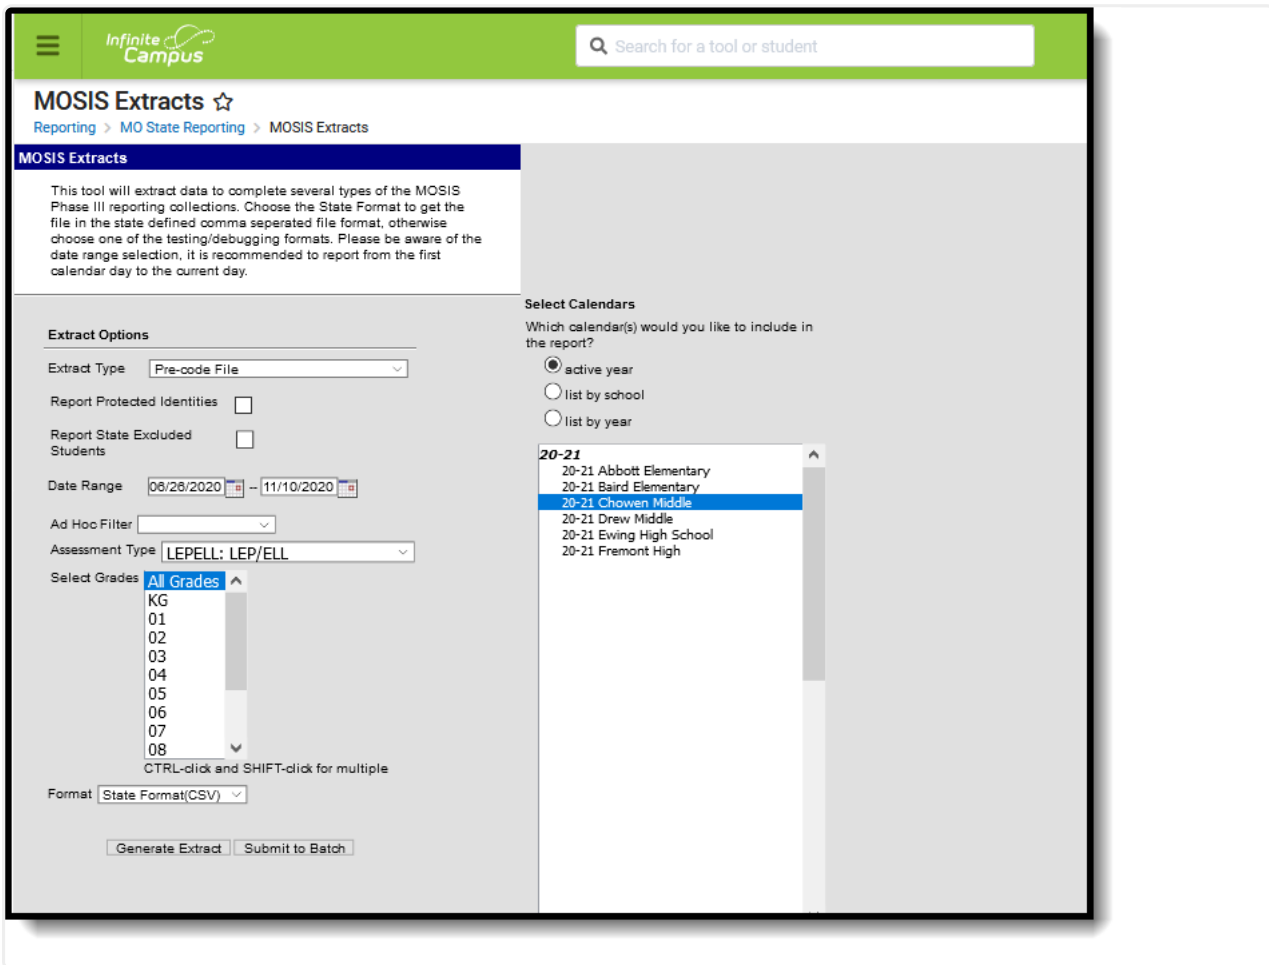 Infinite
Campus
Search for a tool or student
MOSIS Extracts
Reporting > MO State Reporting > MOSIS Extracts
MOSIS Extracts
This tool will extract data to complete several types of the MOSIS
Phase III reporting collections. Choose the State Format to get the
file in the state defined comma seperated file format, otherwise
choose one of the testing/debugging formats. Please be aware of the
date range selection, it is recommended to report from the first
calendar day to the current day.
Extract Options
Extract Type Pre-code File
Report Protected Identities
Report State Excluded
Students
Date Range 06/26/2020 – 11/10/2020
Ad Hoc Filter
Assessment Type LEPELL: LEP/ELL
Select Grades All Grades
KG
01
02
03
04
05
06
07
08
CTRL-click and SHIFT-click for multiple
Format State Format(CSV)
Generate Extract Submit to Batch
Select Calendars
Which calendar(s) would you like to include in
the report?
active year
list by school
list by year
20-21
20-21 Abbott Elementary
20-21 Baird Elementary
20-21 Chowen Middle
20-21 Drew Middle
20-21 Ewing High School
20-21 Fremont High